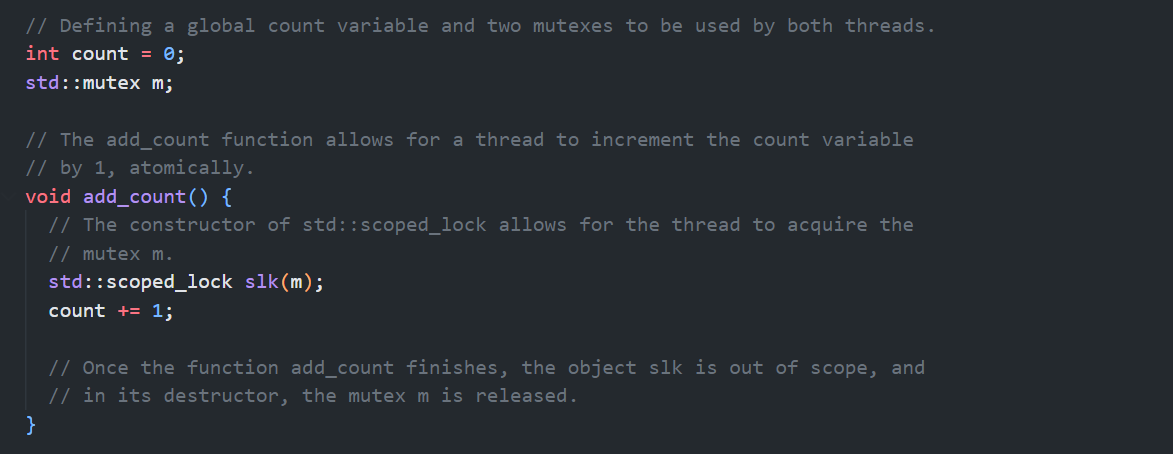 // Defining a global count variable and two mutexes to be used by both threads.
int count = 0;
std::mutex m;
// The add_count function allows for a thread to increment the count variable
// by 1, atomically.
void add_count() {
// The constructor of std::scoped_lock allows for the thread to acquire the
// mutex m.
std::scoped_lock slk(m);
count += 1;
// Once the function add_count finishes, the object slk is out of scope, and
// in its destructor, the mutex m is released.
}